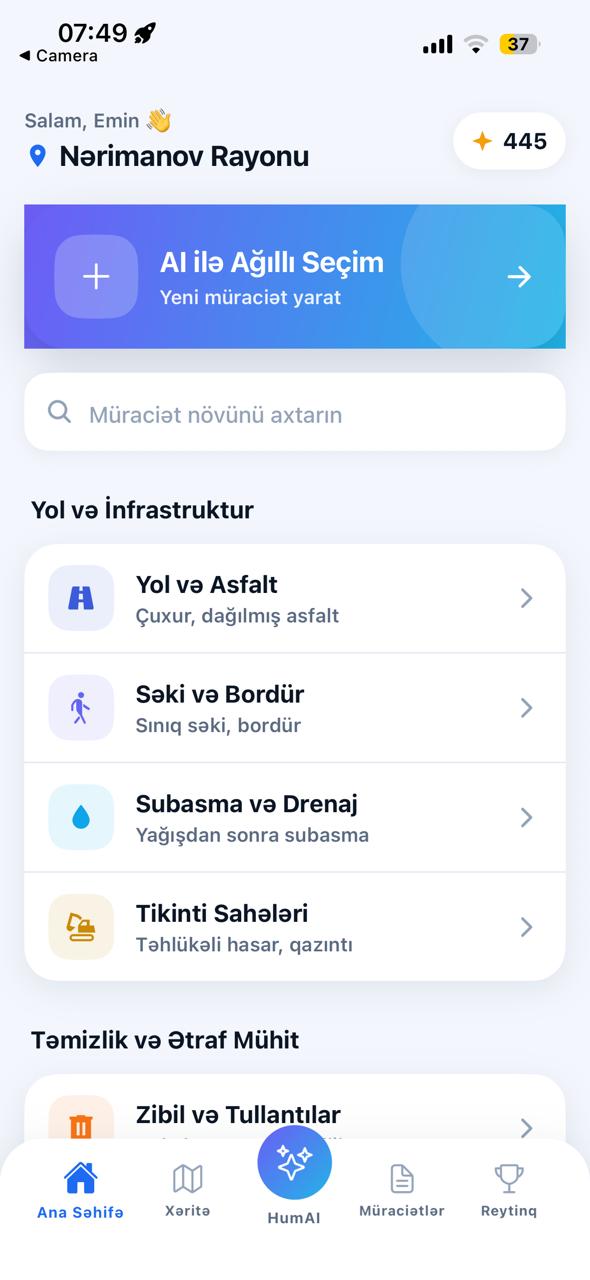 07:49
◀ Camera
37
Salam, Emin 👋
Nərimanov Rayonu
445
AI ilə Ağıllı Seçim
Yeni müraciət yarat
Müraciət növünü axtarın
Yol və İnfrastruktur
Yol və Asfalt
Çuxur, dağılmış asfalt
Səki və Bordür
Sınıq səki, bordür
Subasma və Drenaj
Yağışdan sonra subasma
Tikinti Sahələri
Təhlükəli hasar, qazıntı
Təmizlik və Ətraf Mühit
Zibil və Tullantılar
Ana Səhifə
Xəritə
HumAI
Müraciətlər
Reytinq